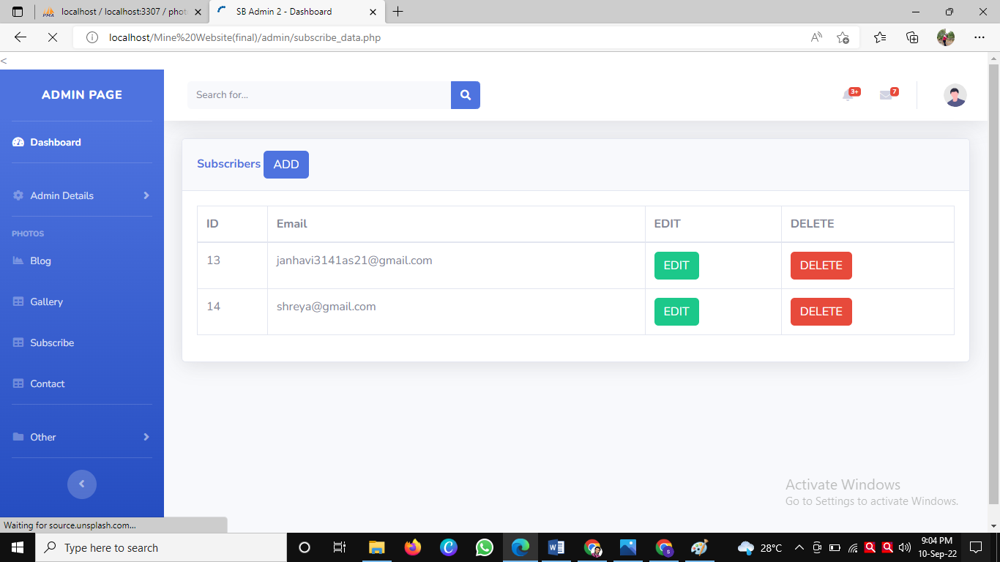 localhost / localhost:3307 / phot
SB Admin 2 - Dashboard
localhost/Mine%20Website(final)/admin/subscribe_data.php
<
ADMIN PAGE
Search for...
3+
7
Dashboard
Subscribers ADD
Admin Details
ID Email EDIT DELETE
PHOTOS
13 janhavi3141as21@gmail.com EDIT DELETE
Blog
14 shreya@gmail.com EDIT DELETE
Gallery
Subscribe
Contact
Other
Activate Windows
Go to Settings to activate Windows.
Waiting for source.unsplash.com...
Type here to search
28°C
9:04 PM
10-Sep-22